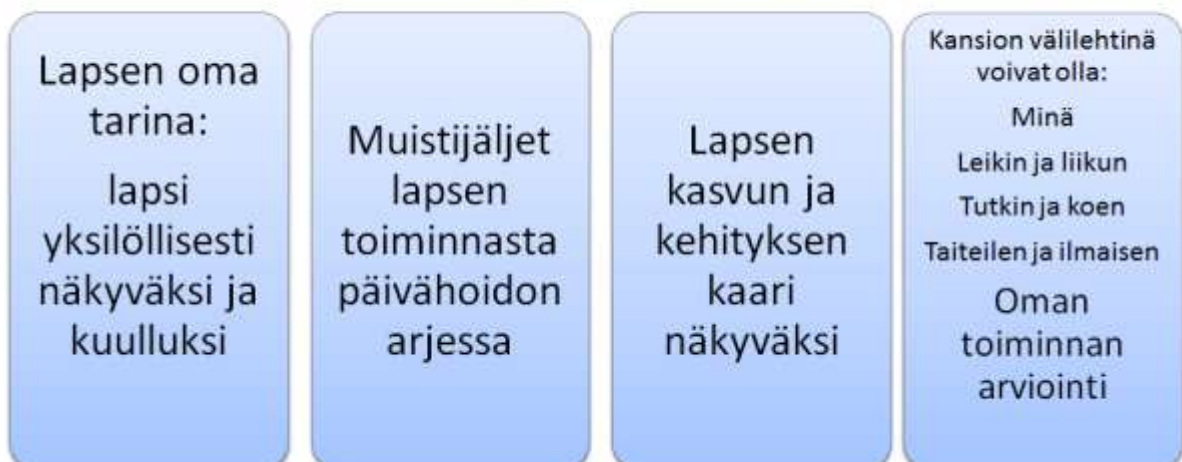 Lapsen oma
tarina:
lapsi
yksilöllisesti
näkyväksi ja
kuulluksi
Muistijäljet
lapsen
toiminnasta
päivähoidon
arjessa
Lapsen
kasvun ja
kehityksen
kaari
näkyväksi
Kansion välilehtinä
voivat olla:
Minä
Leikin ja liikun
Tutkin ja koen
Taiteilen ja ilmaisen
Oman
toiminnan
arviointi